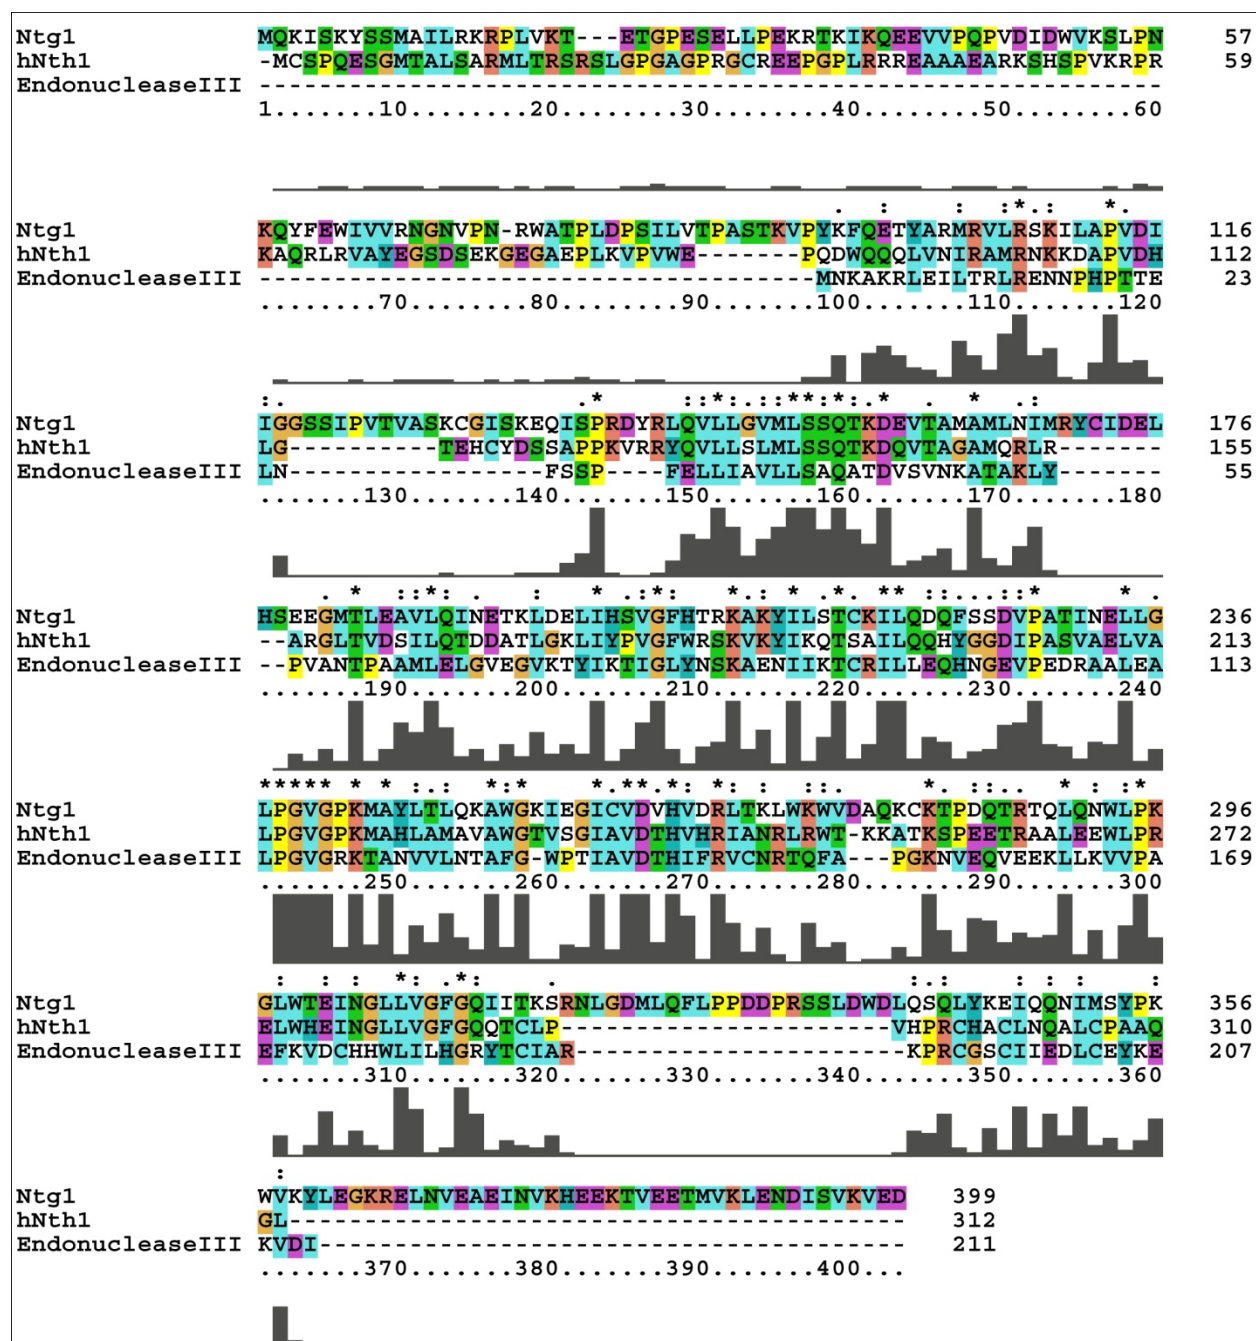 Ntg1 MQKISKYSSMAILRKRPLVKT---ETGPESELLPEKRTKIKQEEVVPQPVDIDWVKSLPN 57
hNth1 -MCSPQESGMTALSARMLTRSRSLGPGAGPRGCREEPGPLRRREAAAEARKSHSPVKRPR 59
EndonucleaseIII ------------------------------------------------------------
1.......10........20........30........40........50........60
. : : :*.: *.
Ntg1 KQYFEWIVVRNGNVPN-RWATPLDPSILVTPASTKVPYKFQETYARMRVLRSKILAPVDI 116
hNth1 KAQRLRVAYEGSDSEKGEGAEPLKVPVWE-------PQDWQQQLVNIRAMRNKKDAPVDH 112
EndonucleaseIII -------------------------------------MNKAKRLEILTRLRENNPHPTTE 23
........70........80........90........100.......110.......120
:. .* ::*::**:*:.* . * .:
Ntg1 IGGSSIPVTVASKCGISKEQISPRDYRLQVLLGVMLSSQTKDEVTAMAMLNIMRYCIDEL 176
hNth1 LG----------TEHCYDSSAPPKVRRYQVLLSLMLSSQTKDQVTAGAMQRLR------- 155
EndonucleaseIII LN-----------------FSSP----FELLIAVLLSAQATDVSVNKATAKLY------- 55
.......130.......140.......150.......160.......170.......180
. * ::*: . : * .:*: *. * .* : ** .. .::.* * .
Ntg1 HSEEGMTLEAVLQINETKLDELIHSVGFHTRKAKYILSTCKILQDQFSSDVPATINELLG 236
hNth1 --ARGLTVDSILQTDDATLGKLIYPVGFWRSKVKYIKQTSAILQQHYGGDIPASVAELVA 213
EndonucleaseIII --PVANTPAAMLELGVEGVKTYIKTIGLYNSKAENIIKTCRILLEQHNGEVPEDRAALEA 113
.......190.......200.......210.......220.......230.......240
***** * * :.: *.* *:** *: *: : :: *: :: * : *.
Ntg1 LPGVGPKMAYLTLQKAWGKIEGICVDVHVDRLTKLWKWVDAQKCKTPDQTRTQLQNWLPK 296
hNth1 LPGVGPKMAHLAMAVAWGTVSGIAVDTHVHRIANRLRWT-KKATKSPEETRAALEEWLPR 272
EndonucleaseIII LPGVGRKTANVVLNTAFG-WPTIAVDTHIFRVCNRTQFA---PGKNVEQVEEKLLKVVPA 169
.......250.......260.......270.......280.......290.......300
: : : *: *: . . : : : : :
Ntg1 GLWTEINGLLVGFGQIITKSRNLGDMLQFLPPDDPRSSLDWDLQSQLYKEIQQNIMSYPK 356
hNth1 ELWHEINGLLVGFGQQTCLP----------------------VHPRCHACLNQALCPAAQ 310
EndonucleaseIII EFKVDCHHWLILHGRYTCIAR----------------------KPRCGSCIIEDLCEYKE 207
.......310.......320.......330.......340.......350.......360
:
Ntg1 WVKYLEGKRELNVEAEINVKHEEKTVEETMVKLENDISVKVED 399
hNth1 GL----------------------------------------- 312
EndonucleaseIII KVDI--------------------------------------- 211
.......370.......380.......390.......400...